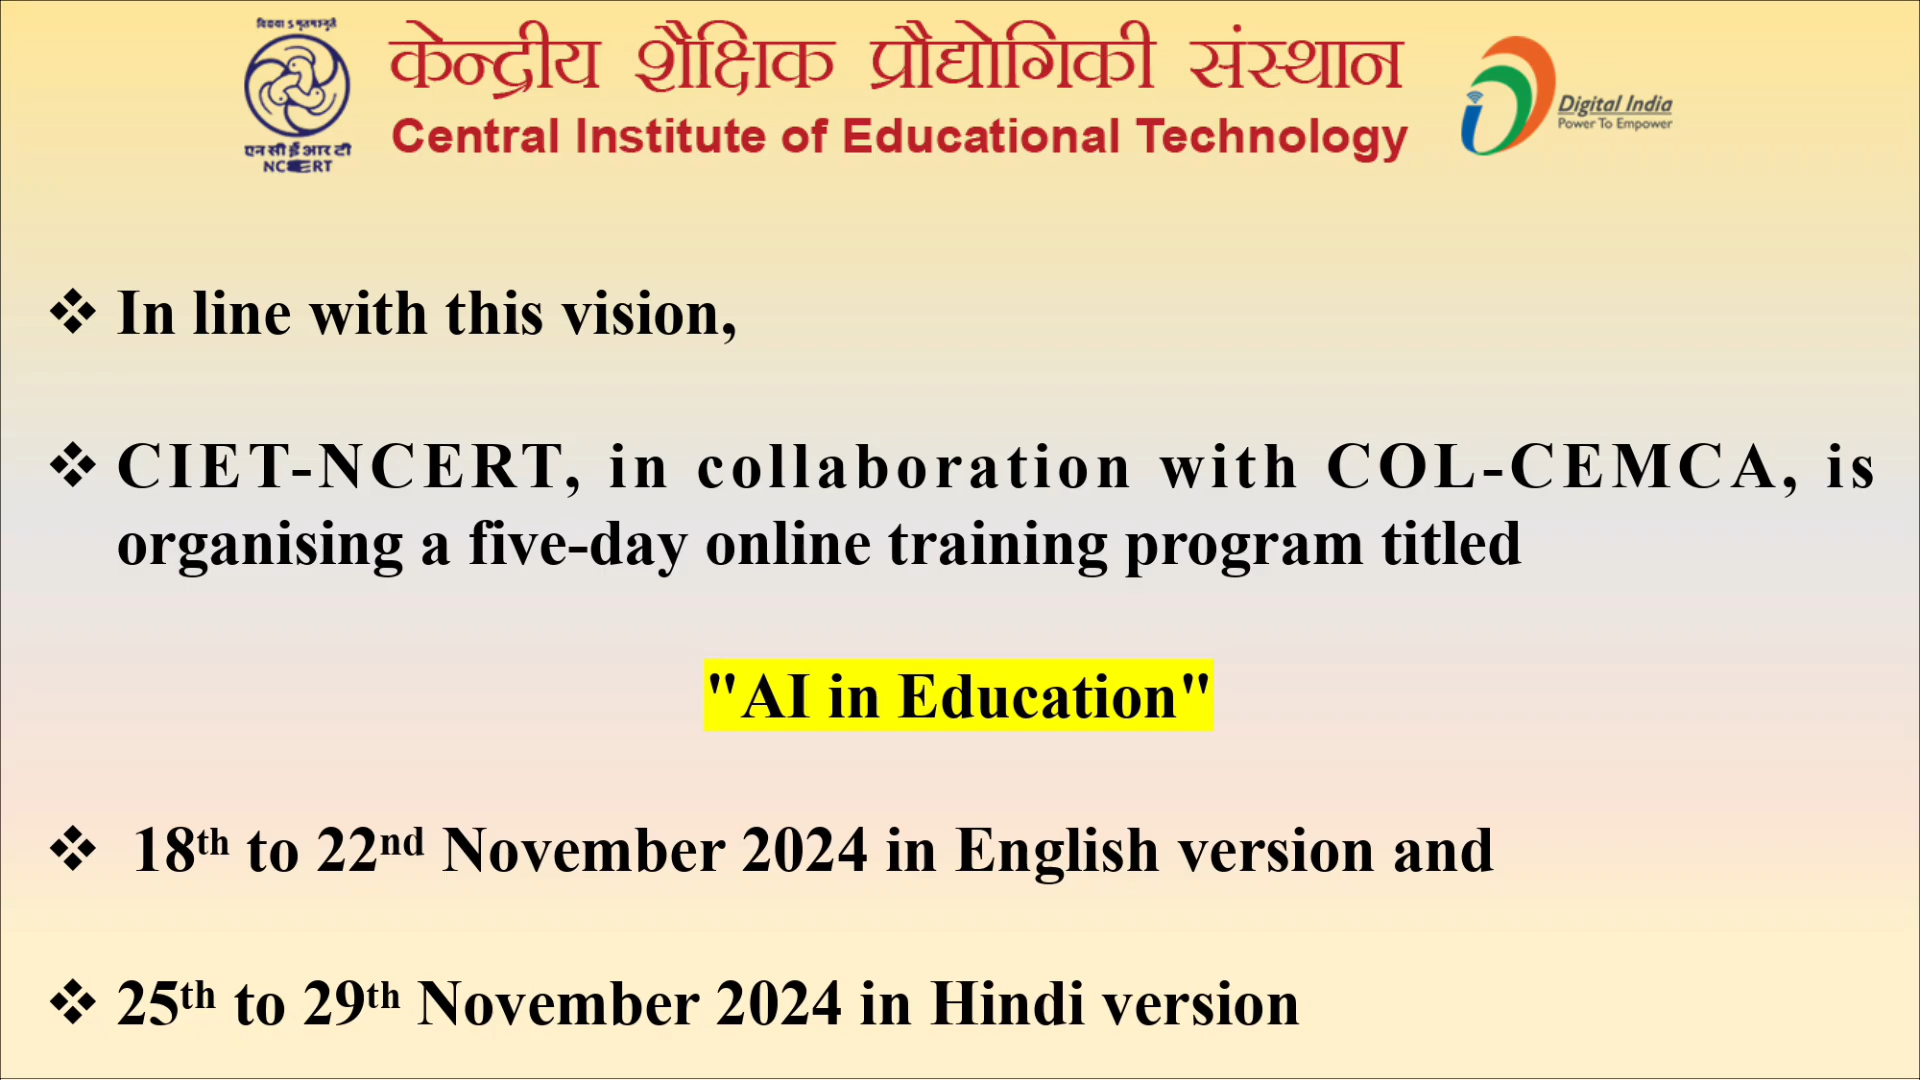 केन्द्रीय शैक्षिक प्रौद्योगिकी संस्थान
Central Institute of Educational Technology
एन सी ई आर टी
NCERT
Digital India
Power To Empower
❖ In line with this vision,
❖ CIET-NCERT, in collaboration with COL-CEMCA, is
organising a five-day online training program titled
"AI in Education"
❖ 18th to 22nd November 2024 in English version and
❖ 25th to 29th November 2024 in Hindi version